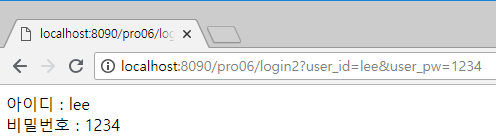 localhost:8090/pro06/log
localhost:8090/pro06/login2?user_id=lee&user_pw=1234
아이디 : lee
비밀번호 : 1234